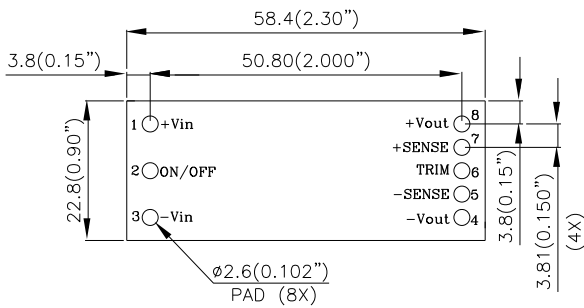 58.4(2.30")
3.8(0.15")
50.80(2.000")
1 +Vin
+Vout 8
+SENSE 7
2 ON/OFF
TRIM 6
-SENSE 5
3 -Vin
-Vout 4
22.8(0.90")
3.8(0.15")
3.81(0.150")
(4X)
ø2.6(0.102")
PAD (8X)